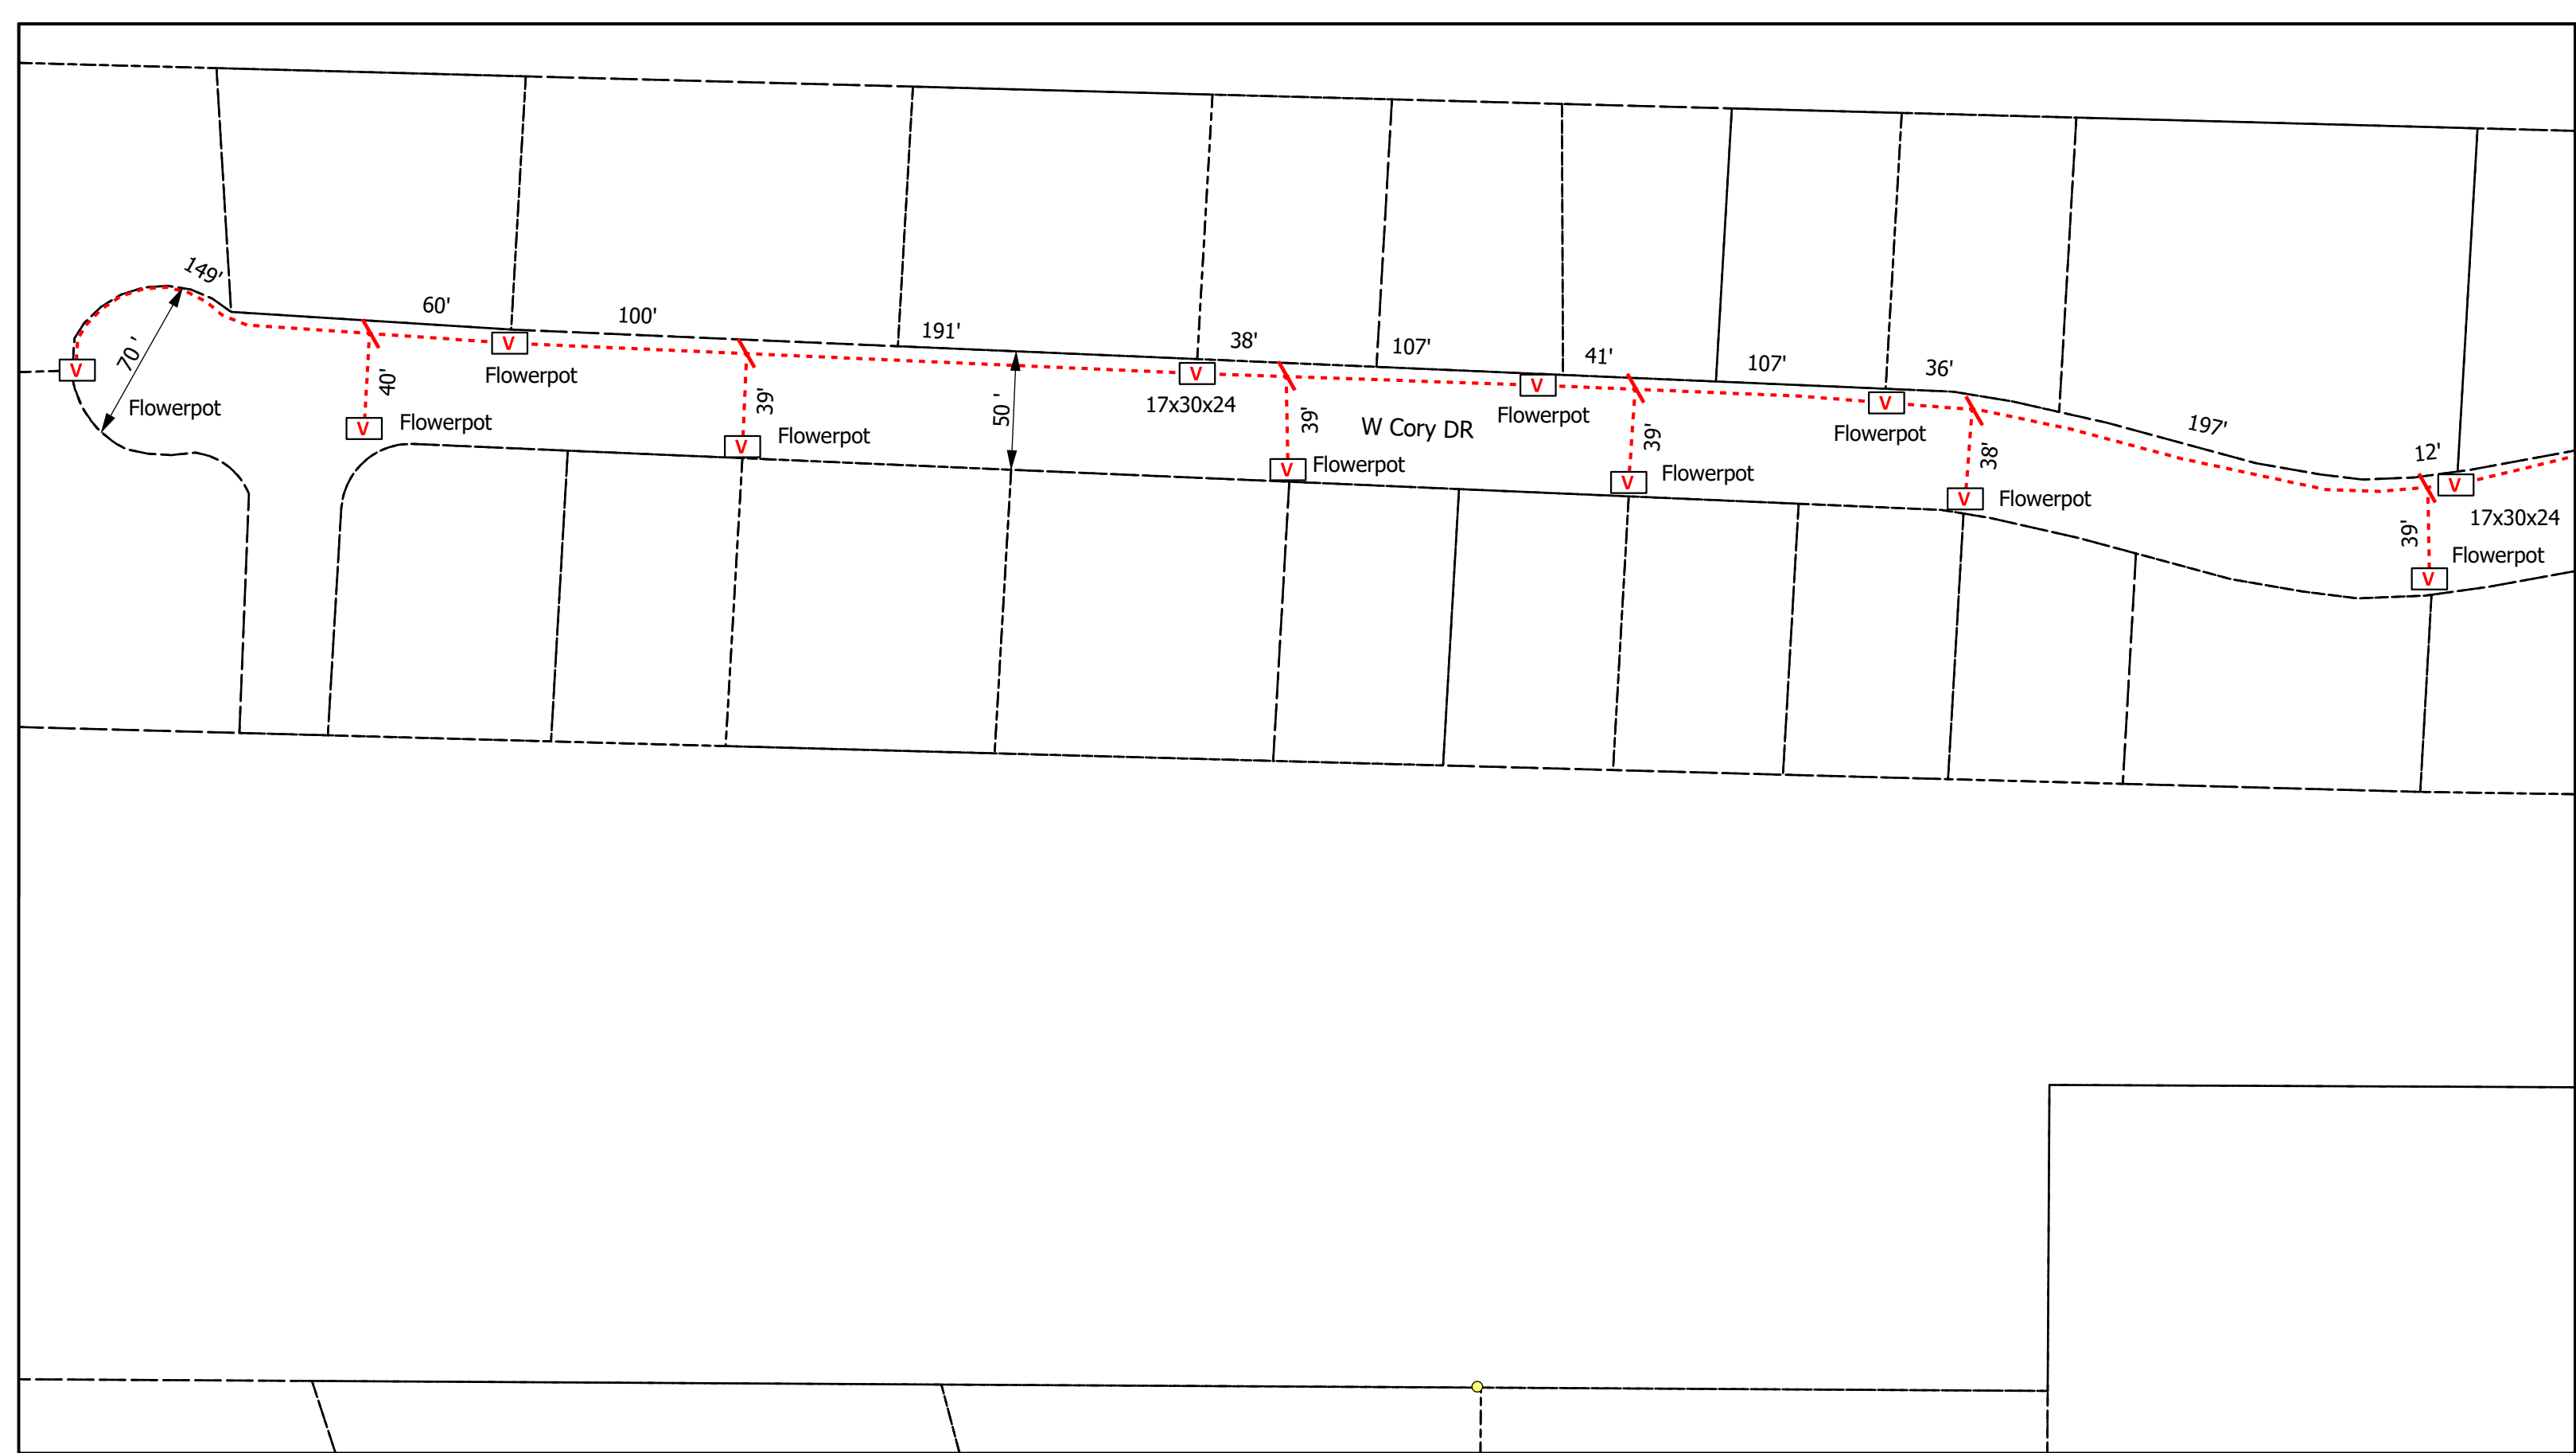 149'
60'
100'
191'
38'
107'
41'
107'
36'
197'
12'
V
70 '
Flowerpot
40'
V
Flowerpot
V
Flowerpot
39'
V
Flowerpot
50 '
V
17x30x24
39'
V
Flowerpot
W Cory DR
V
Flowerpot
39'
V
Flowerpot
V
Flowerpot
38'
V
Flowerpot
V
17x30x24
39'
V
Flowerpot